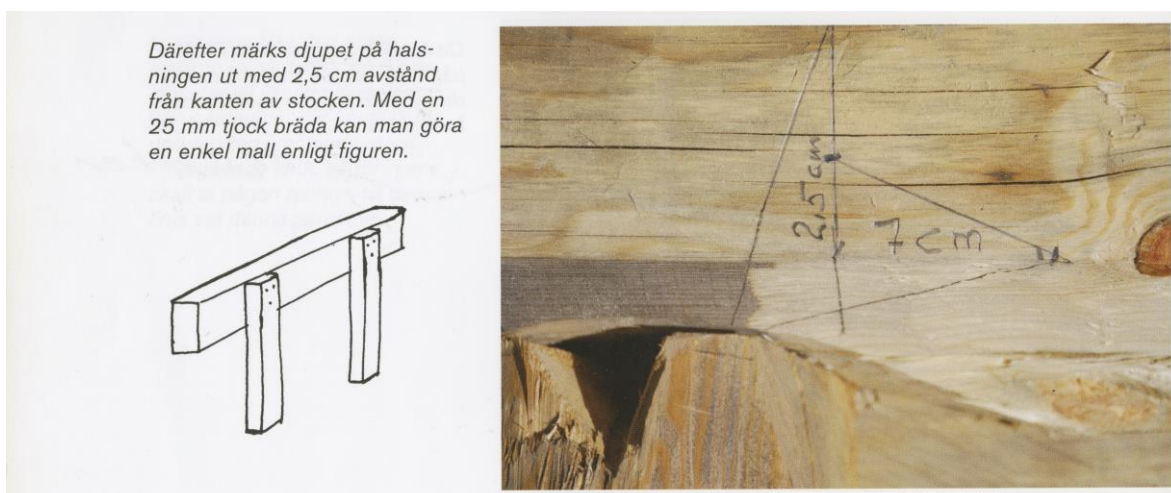 Därefter märks djupet på hals-
ningen ut med 2,5 cm avstånd
från kanten av stocken. Med en
25 mm tjock bräda kan man göra
en enkel mall enligt figuren.
2,5 cm
7 cm